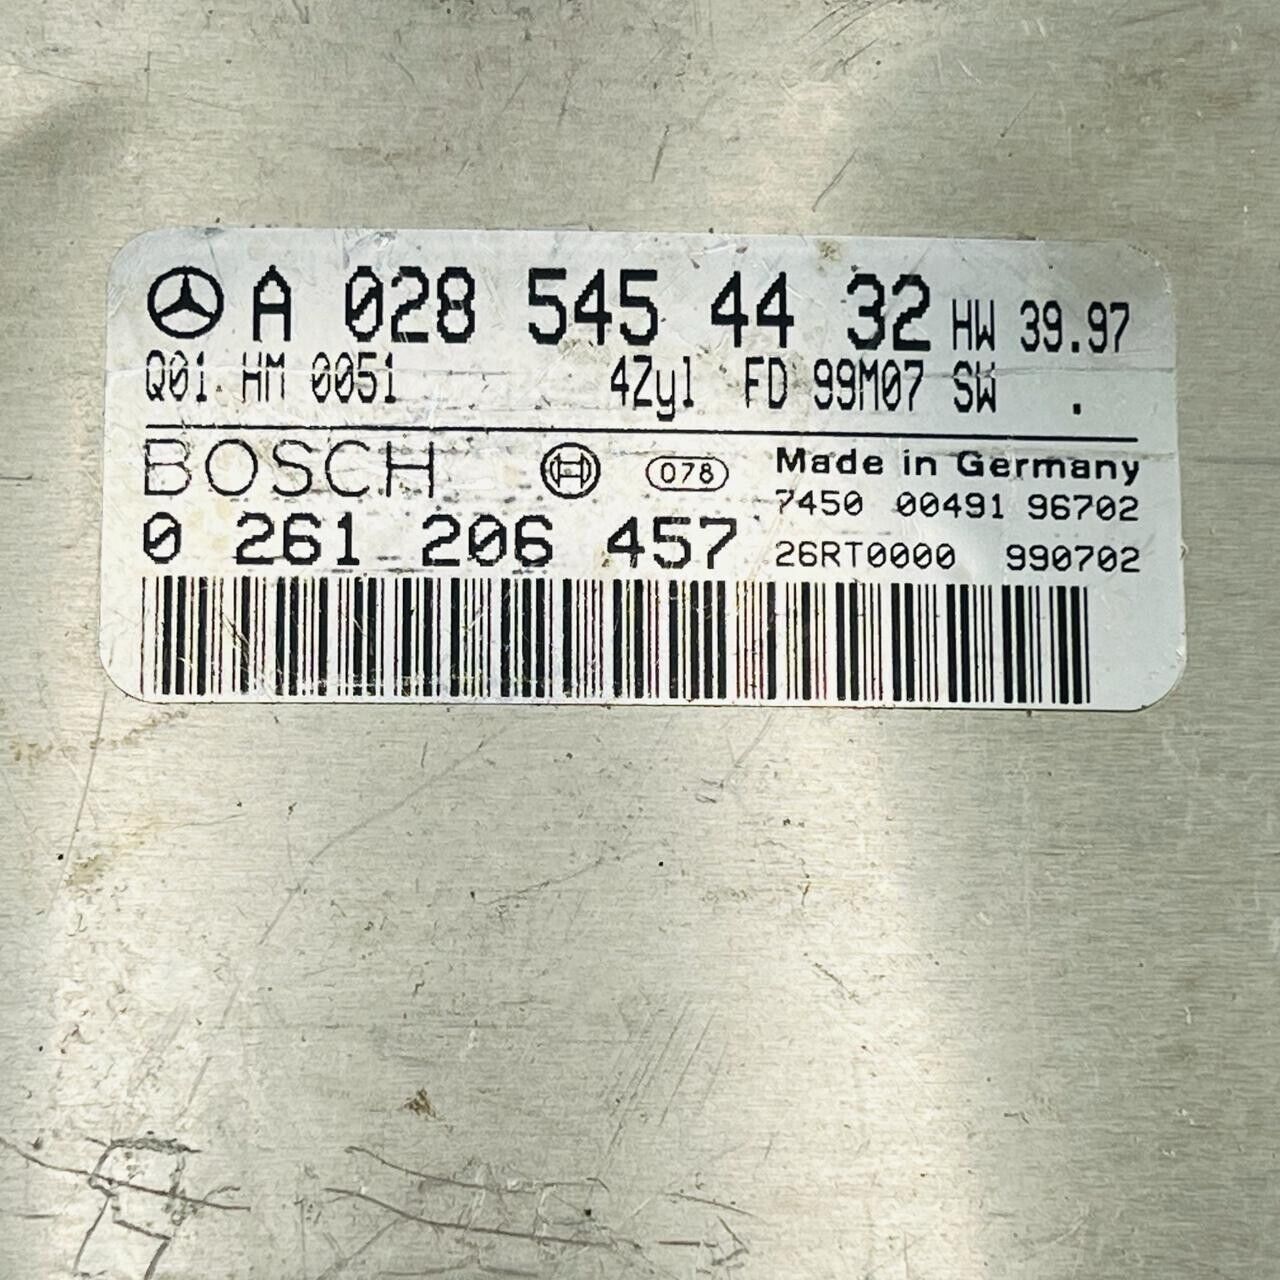 A 028 545 44 32 HW 39.97
Q01 HM 0051 4Zyl FD 99M07 SW .
BOSCH 078 Made in Germany
7450 00491 96702
0 261 206 457 26RT0000 990702